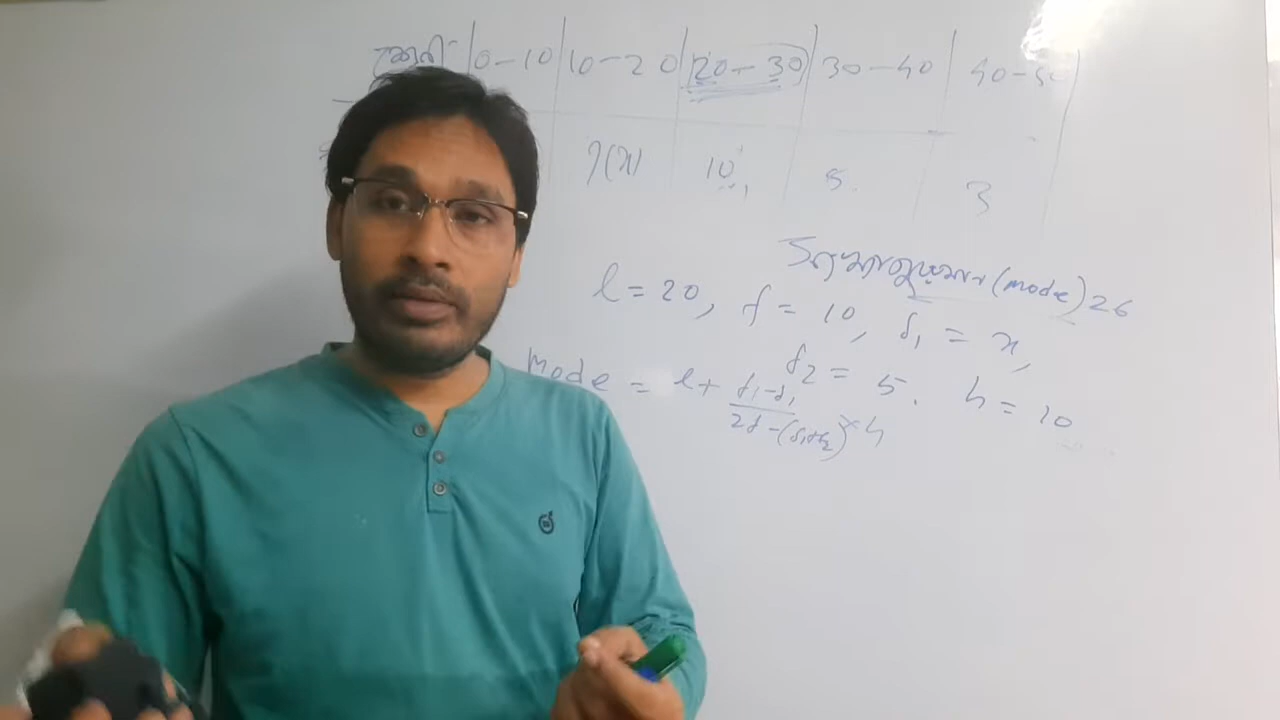 শ্রেণী 0-10 10-20 20-30 30-40 40-50
?(x) 10 5 3
(mode) 26
l = 20, f = 10, f₁ = x,
f₂ = 5. h = 10
Mode = l + (f₁-f₁)/(2f-(f₁+f₂)) × h